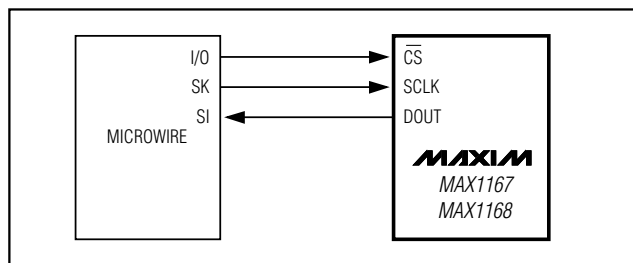 I/O CS
SK SCLK
SI DOUT
MICROWIRE
MAXIM
MAX1167
MAX1168